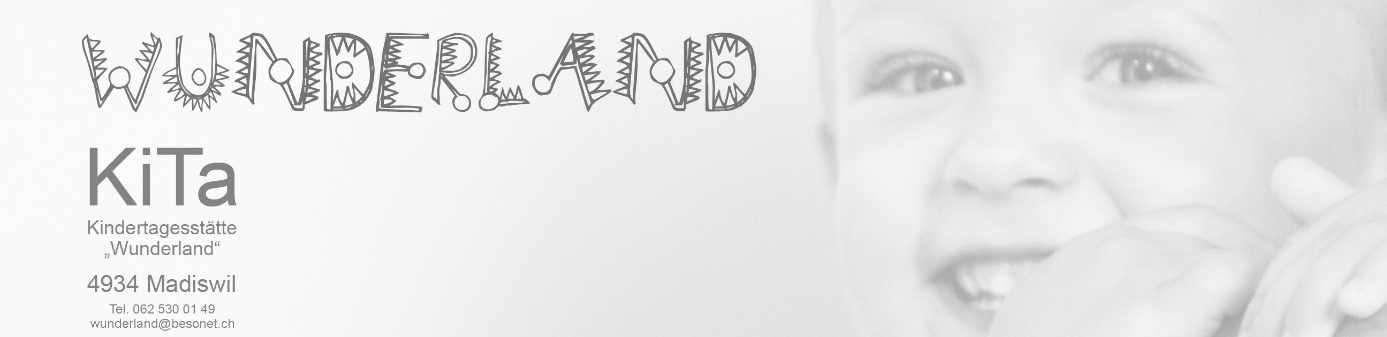 WUNDERLAND
KiTa
Kindertagesstätte
„Wunderland“
4934 Madiswil
Tel. 062 530 01 49
wunderland@besonet.ch